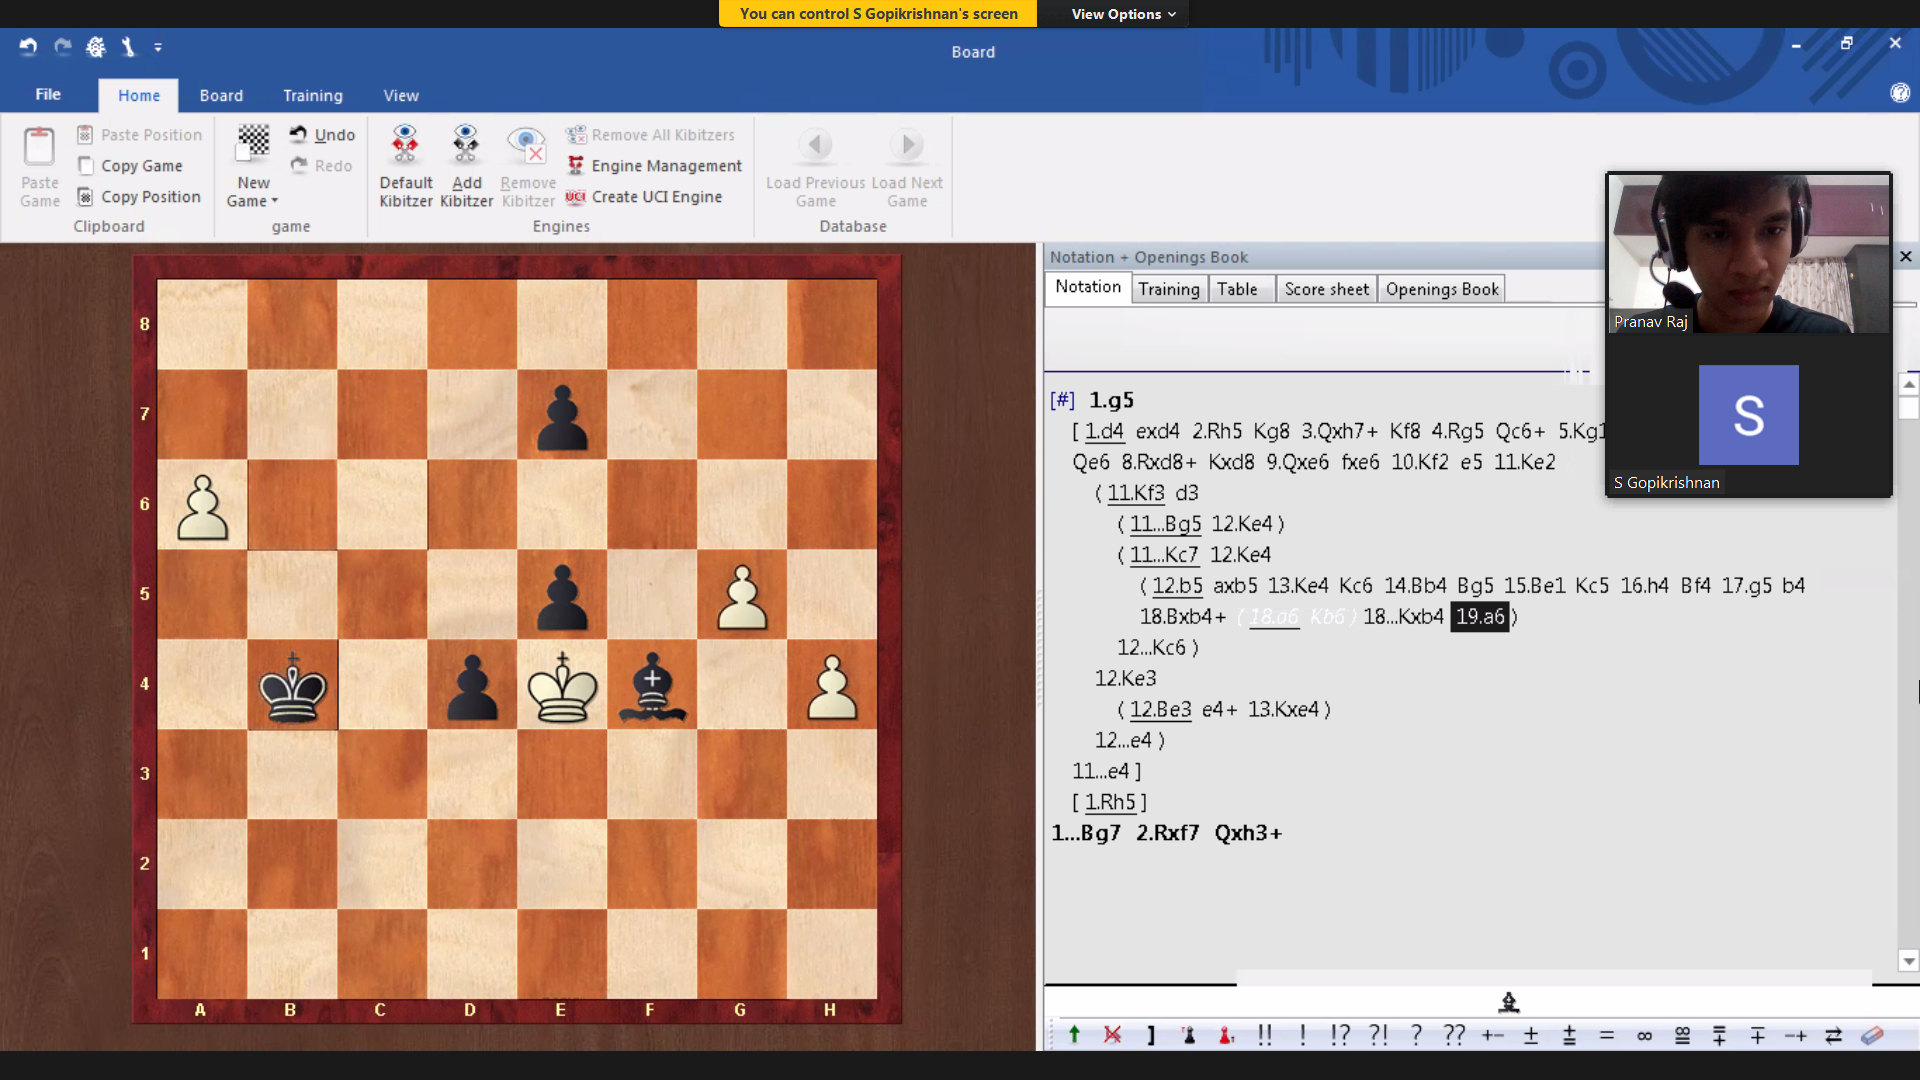 You can control S Gopikrishnan's screen View Options
Board
File Home Board Training View
Paste Game
Paste Position
Copy Game
Copy Position
Clipboard
New Game
Undo
Redo
game
Default Kibitzer
Add Kibitzer
Remove Kibitzer
Remove All Kibitzers
Engine Management
UCI Create UCI Engine
Engines
Load Previous Game
Load Next Game
Database
Notation + Openings Book
Notation Training Table Score sheet Openings Book
Pranav Raj
S
S Gopikrishnan
[#] 1.g5
[ 1.d4 exd4 2.Rh5 Kg8 3.Qxh7+ Kf8 4.Rg5 Qc6+ 5.Kg1
Qe6 8.Rxd8+ Kxd8 9.Qxe6 fxe6 10.Kf2 e5 11.Ke2
( 11.Kf3 d3
( 11...Bg5 12.Ke4 )
( 11...Kc7 12.Ke4
( 12.b5 axb5 13.Ke4 Kc6 14.Bb4 Bg5 15.Be1 Kc5 16.h4 Bf4 17.g5 b4
18.Bxb4+ ( 18.a6 Kb6 ) 18...Kxb4 19.a6 )
12...Kc6 )
12.Ke3
( 12.Be3 e4+ 13.Kxe4 )
12...e4 )
11...e4 ]
[ 1.Rh5 ]
1...Bg7 2.Rxf7 Qxh3+
8
7
6
5
4
3
2
1
A B C D E F G H
] !! ! !? ?! ? ?? +− ± ⩲ = ∞ ⩱ ∓ −+ ⇄